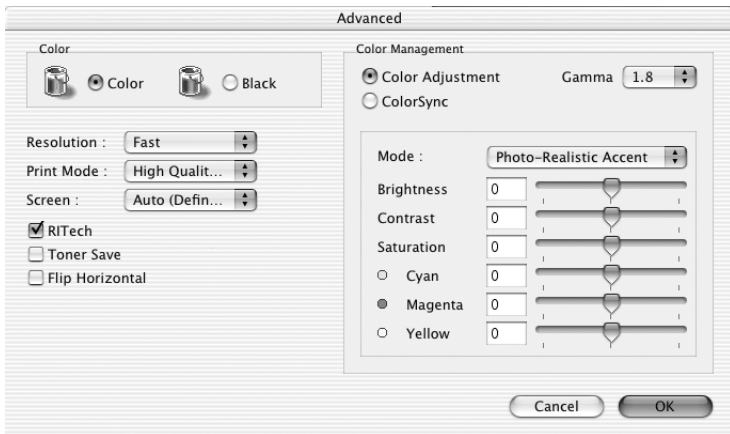 Advanced
Color
Color
Black
Resolution : Fast
Print Mode : High Qualit...
Screen : Auto (Defin...
RITech
Toner Save
Flip Horizontal
Color Management
Color Adjustment
Gamma 1.8
ColorSync
Mode : Photo-Realistic Accent
Brightness 0
Contrast 0
Saturation 0
Cyan 0
Magenta 0
Yellow 0
Cancel
OK